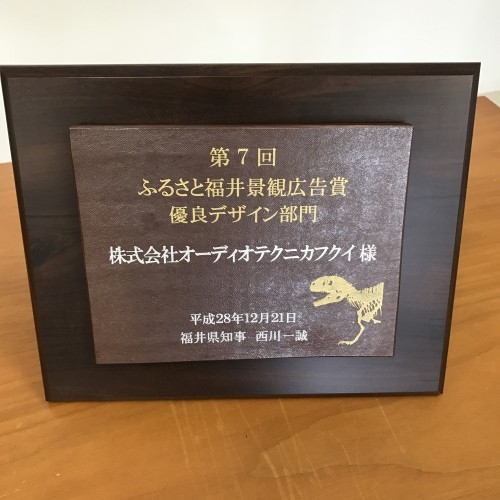 第7回
ふるさと福井景観広告賞
優良デザイン部門
株式会社オーディオテクニカフクイ 様
平成28年12月21日
福井県知事 西川一誠